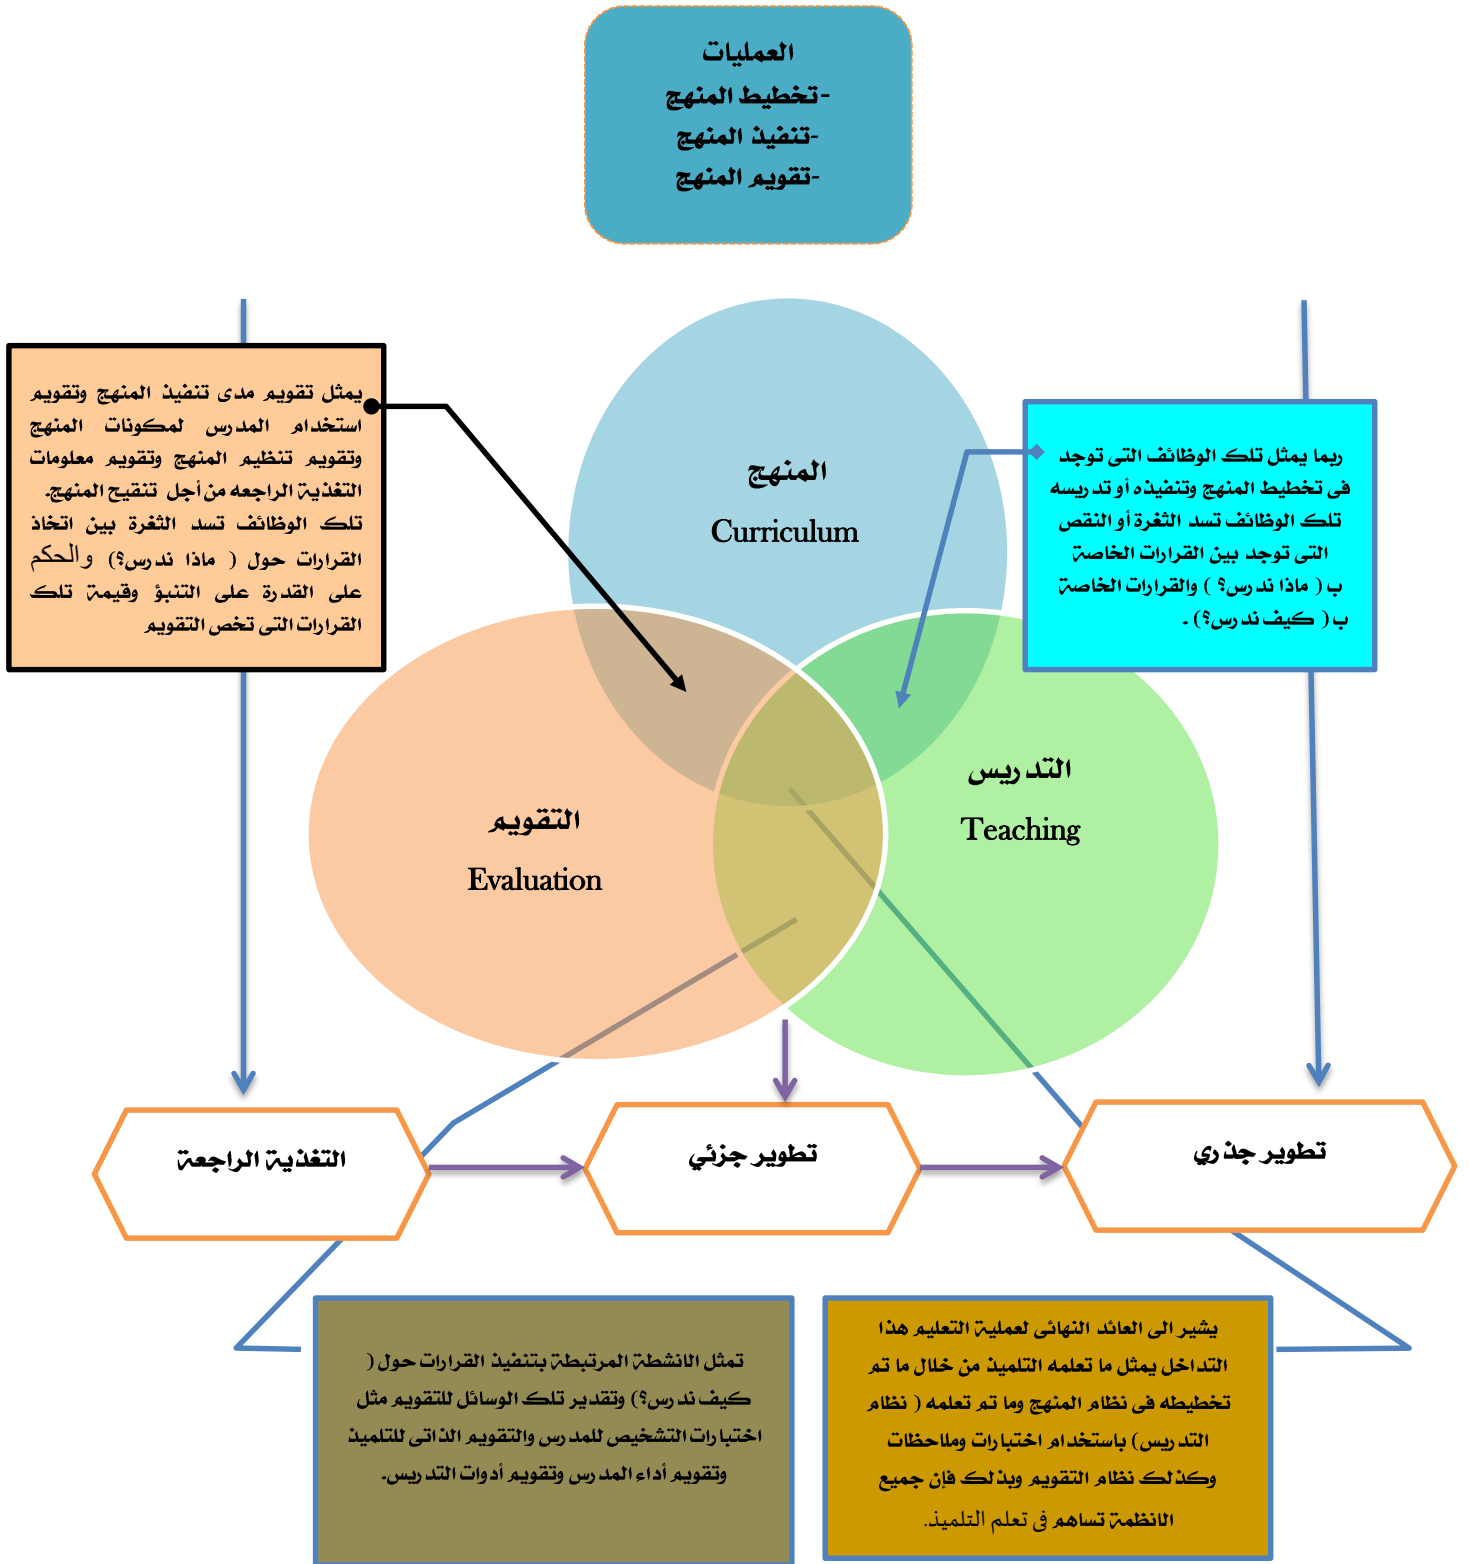 العمليات
-تخطيط المنهج
-تنفيذ المنهج
-تقويم المنهج
ربما يمثل تلك الوظائف التى توجد
فى تخطيط المنهج وتنفيذه أو تدريسه
تلك الوظائف تسد الثغرة أو النقص
التى توجد بين القرارات الخاصة
ب ( ماذا ندرس؟ ) والقرارات الخاصة
ب ( كيف ندرس؟) .
يمثل تقويم مدى تنفيذ المنهج وتقويم
استخدام المدرس لمكونات المنهج
وتقويم تنظيم المنهج وتقويم معلومات
التغذية الراجعه من أجل تنقيح المنهج.
تلك الوظائف تسد الثغرة بين اتخاذ
القرارات حول ( ماذا ندرس؟) والحكم
على القدرة على التنبؤ وقيمة تلك
القرارات التى تخص التقويم
المنهج
Curriculum
التدريس
Teaching
التقويم
Evaluation
تطوير جذري
تطوير جزئي
التغذية الراجعة
يشير الى العائد النهائى لعملية التعليم هذا
التداخل يمثل ما تعلمه التلميذ من خلال ما تم
تخطيطه فى نظام المنهج وما تم تعلمه ( نظام
التدريس) باستخدام اختبارات وملاحظات
وكذلك نظام التقويم وبذلك فإن جميع
الانظمة تساهم فى تعلم التلميذ.
تمثل الانشطة المرتبطة بتنفيذ القرارات حول (
كيف ندرس؟) وتقدير تلك الوسائل للتقويم مثل
اختبارات التشخيص للمدرس والتقويم الذاتى للتلميذ
وتقويم أداء المدرس وتقويم أدوات التدريس.